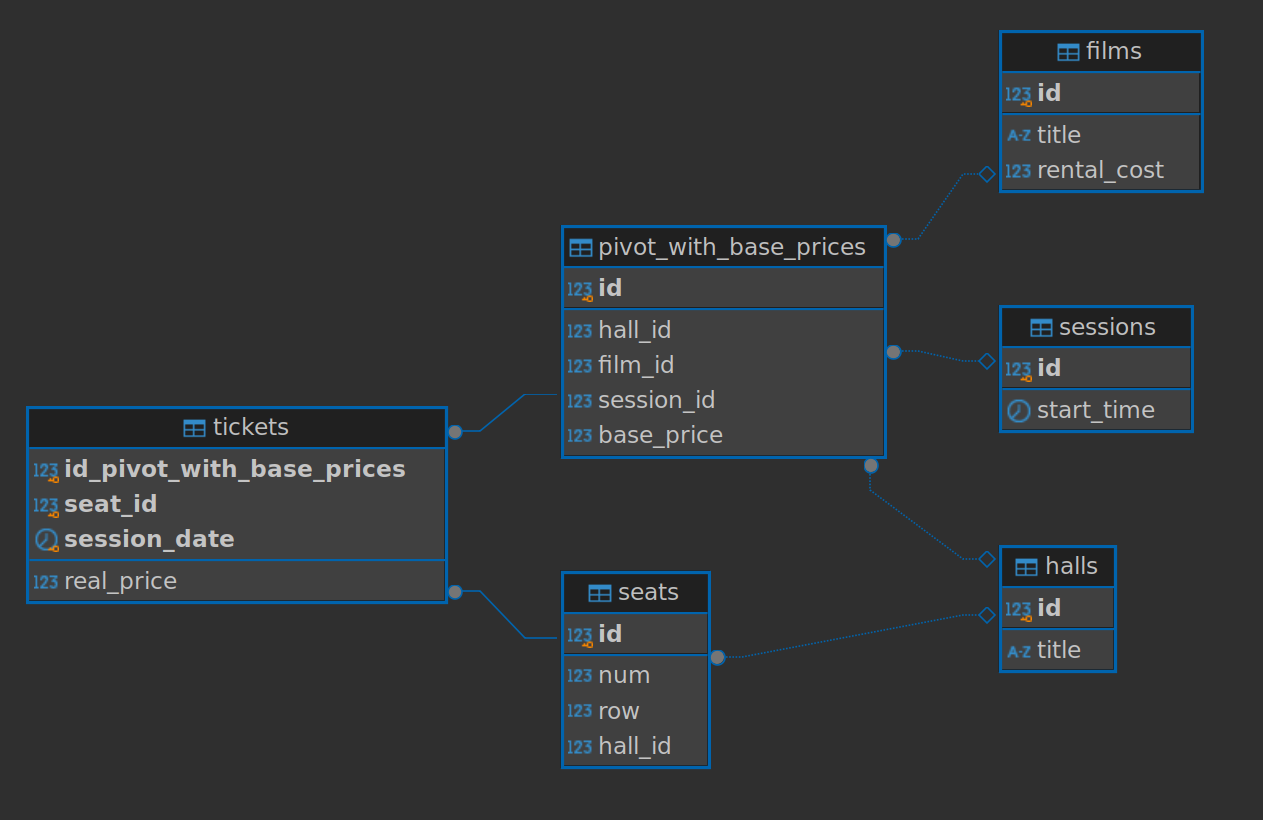 films
123 id
A-Z title
123 rental_cost
pivot_with_base_prices
123 id
123 hall_id
123 film_id
123 session_id
123 base_price
sessions
123 id
start_time
tickets
123 id_pivot_with_base_prices
123 seat_id
session_date
123 real_price
seats
123 id
123 num
123 row
123 hall_id
halls
123 id
A-Z title